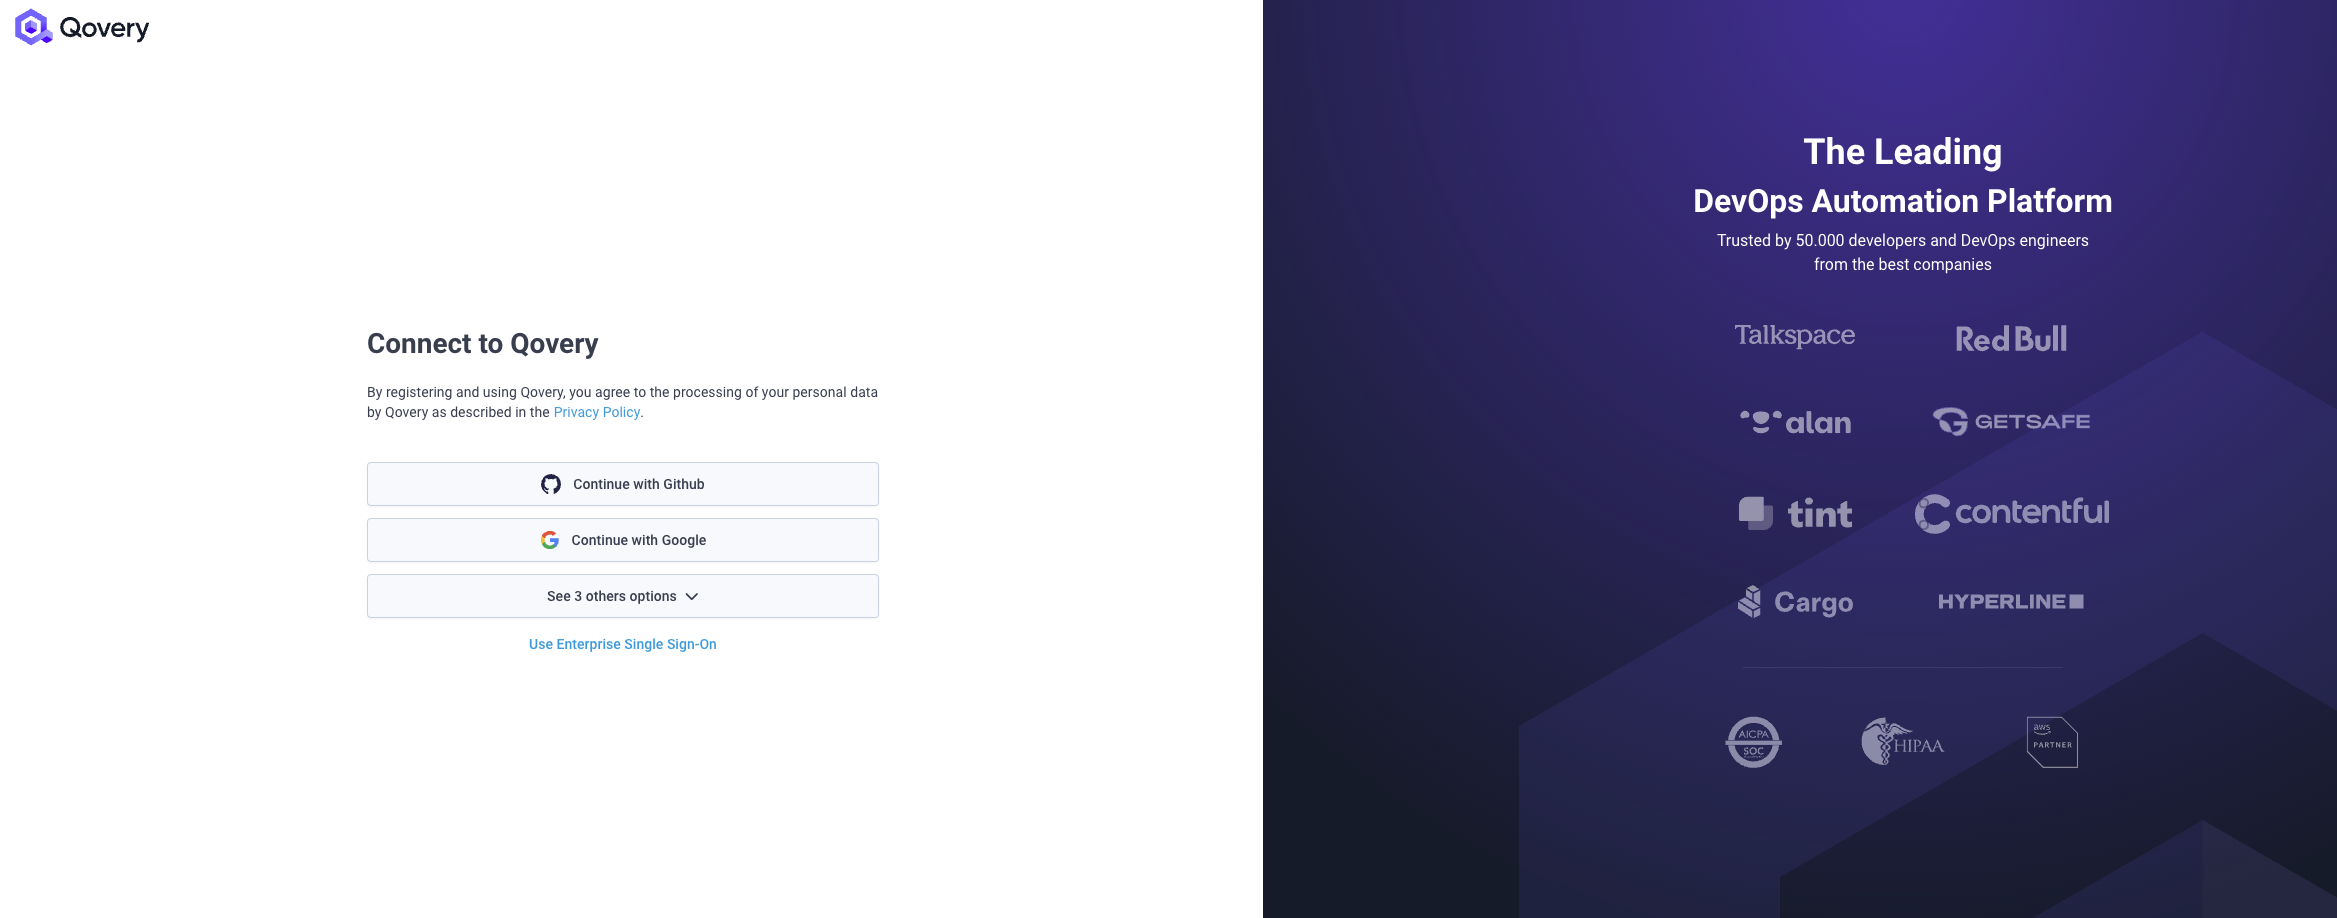 Qovery
Connect to Qovery
By registering and using Qovery, you agree to the processing of your personal data
by Qovery as described in the Privacy Policy.
Continue with Github
Continue with Google
See 3 others options
Use Enterprise Single Sign-On
The Leading
DevOps Automation Platform
Trusted by 50.000 developers and DevOps engineers
from the best companies
Talkspace
Red Bull
alan
GETSAFE
tint
contentful
Cargo
HYPERLINE
AICPA
SOC
HIPAA
aws
PARTNER